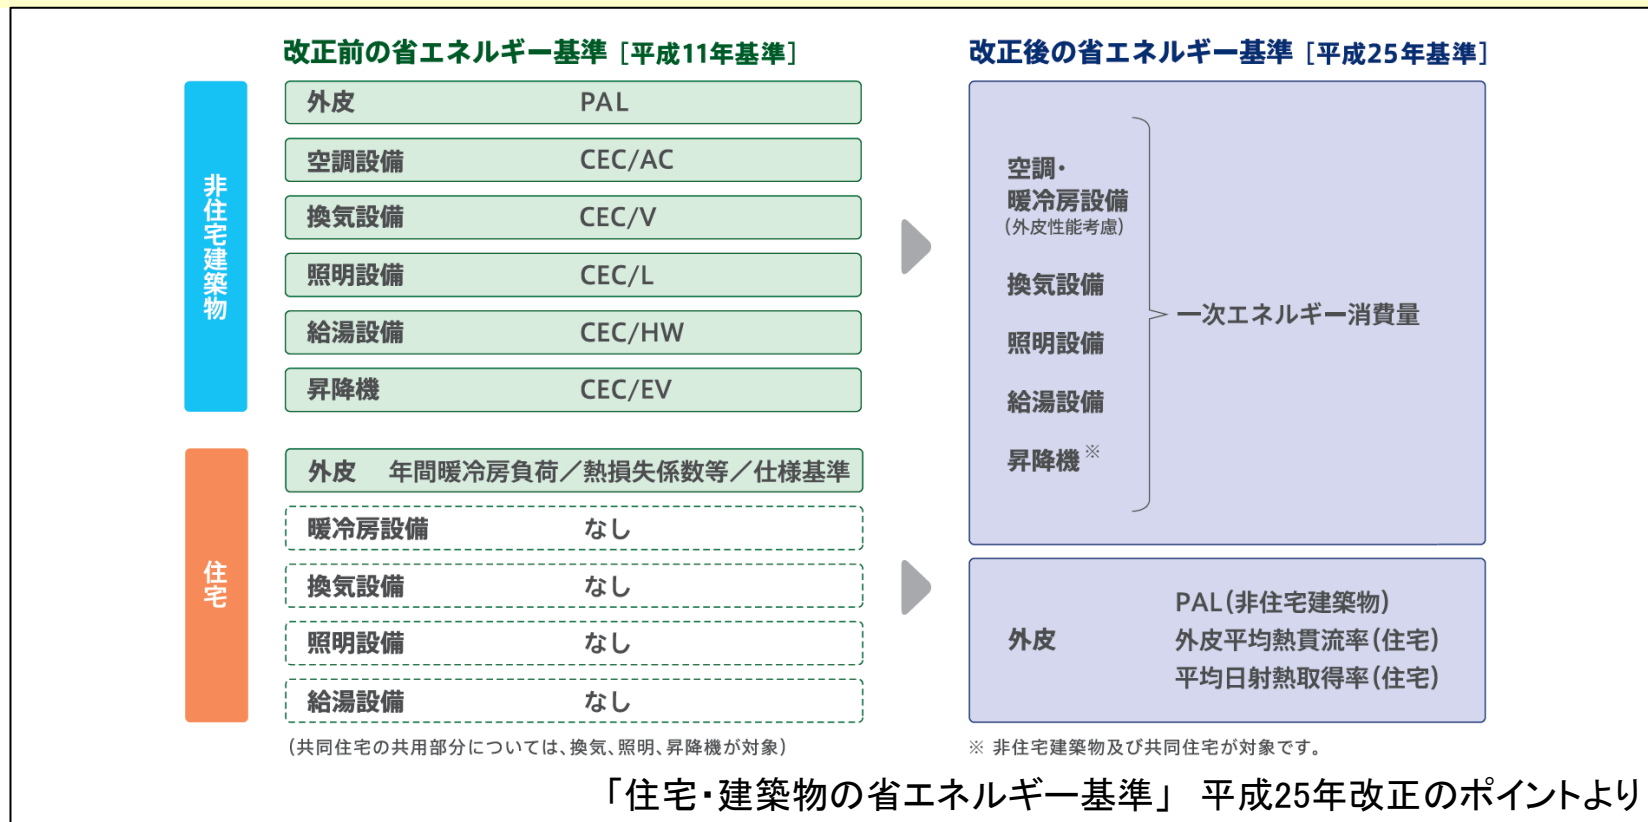 改正前の省エネルギー基準 [平成11年基準]
非住宅建築物
外皮 PAL
空調設備 CEC/AC
換気設備 CEC/V
照明設備 CEC/L
給湯設備 CEC/HW
昇降機 CEC/EV
住宅
外皮 年間暖冷房負荷／熱損失係数等／仕様基準
暖冷房設備 なし
換気設備 なし
照明設備 なし
給湯設備 なし
(共同住宅の共用部分については、換気、照明、昇降機が対象)
改正後の省エネルギー基準 [平成25年基準]
空調・
暖冷房設備
(外皮性能考慮)
換気設備
照明設備
給湯設備
昇降機※
一次エネルギー消費量
外皮
PAL(非住宅建築物)
外皮平均熱貫流率(住宅)
平均日射熱取得率(住宅)
※ 非住宅建築物及び共同住宅が対象です。
「住宅・建築物の省エネルギー基準」 平成25年改正のポイントより